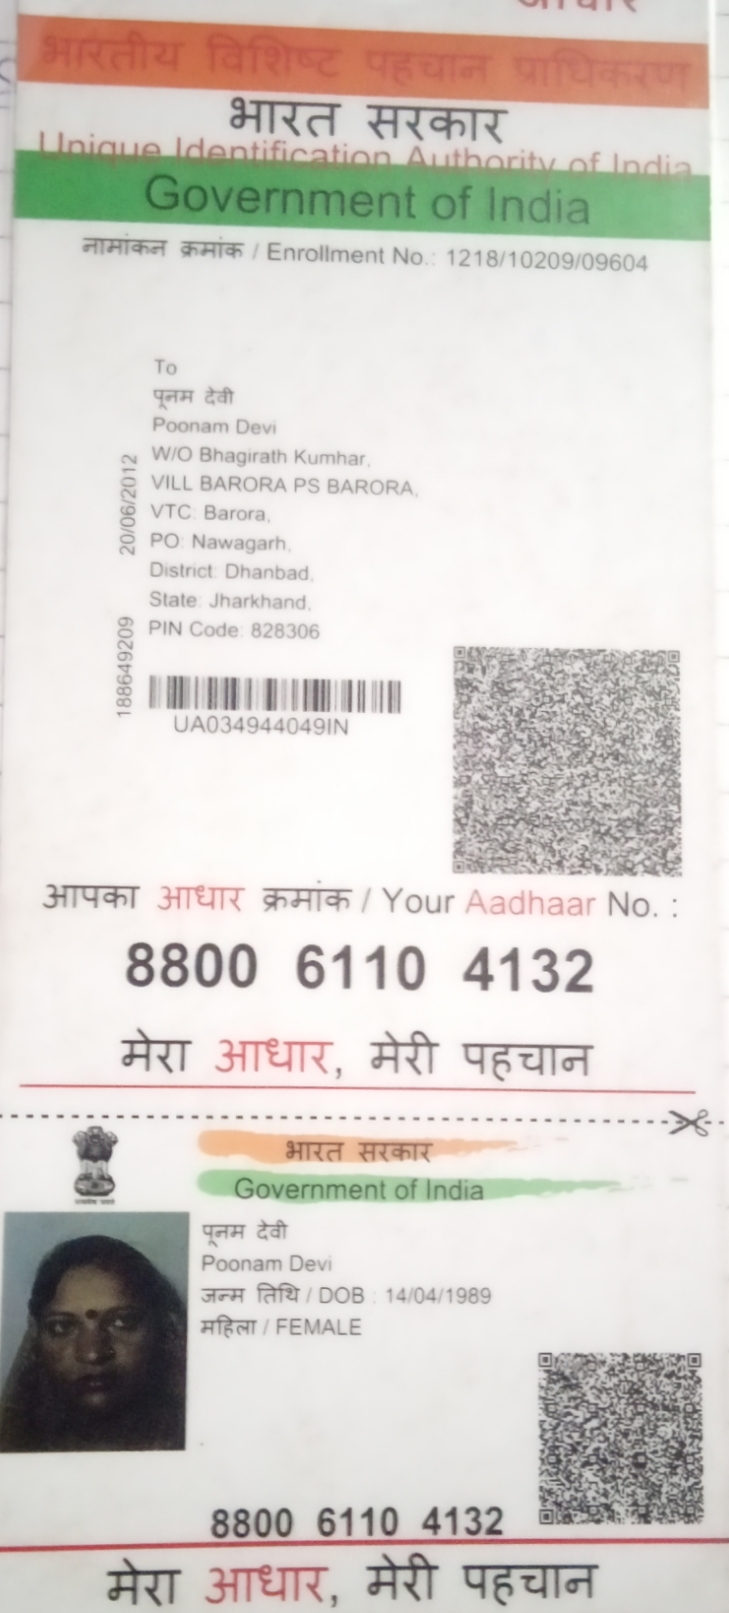 भारतीय विशिष्ट पहचान प्राधिकरण
भारत सरकार
Unique Identification Authority of India
Government of India
नामांकन क्रमांक / Enrollment No.: 1218/10209/09604
To
पूनम देवी
Poonam Devi
W/O Bhagirath Kumhar,
VILL BARORA PS BARORA,
VTC: Barora,
PO: Nawagarh,
District: Dhanbad,
State: Jharkhand,
PIN Code: 828306
20/06/2012
188649209
UA034944049IN
आपका आधार क्रमांक / Your Aadhaar No. :
8800 6110 4132
मेरा आधार, मेरी पहचान
भारत सरकार
Government of India
पूनम देवी
Poonam Devi
जन्म तिथि / DOB : 14/04/1989
महिला / FEMALE
8800 6110 4132
मेरा आधार, मेरी पहचान